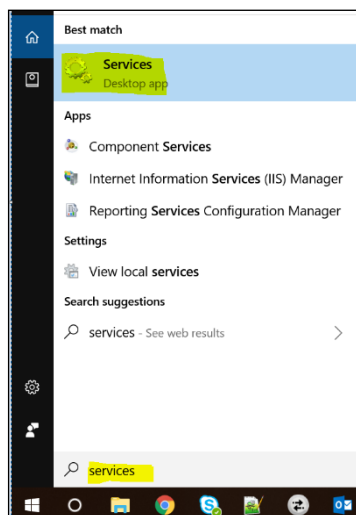 Best match
Services
Desktop app
Apps
Component Services
Internet Information Services (IIS) Manager
Reporting Services Configuration Manager
Settings
View local services
Search suggestions
services - See web results
services